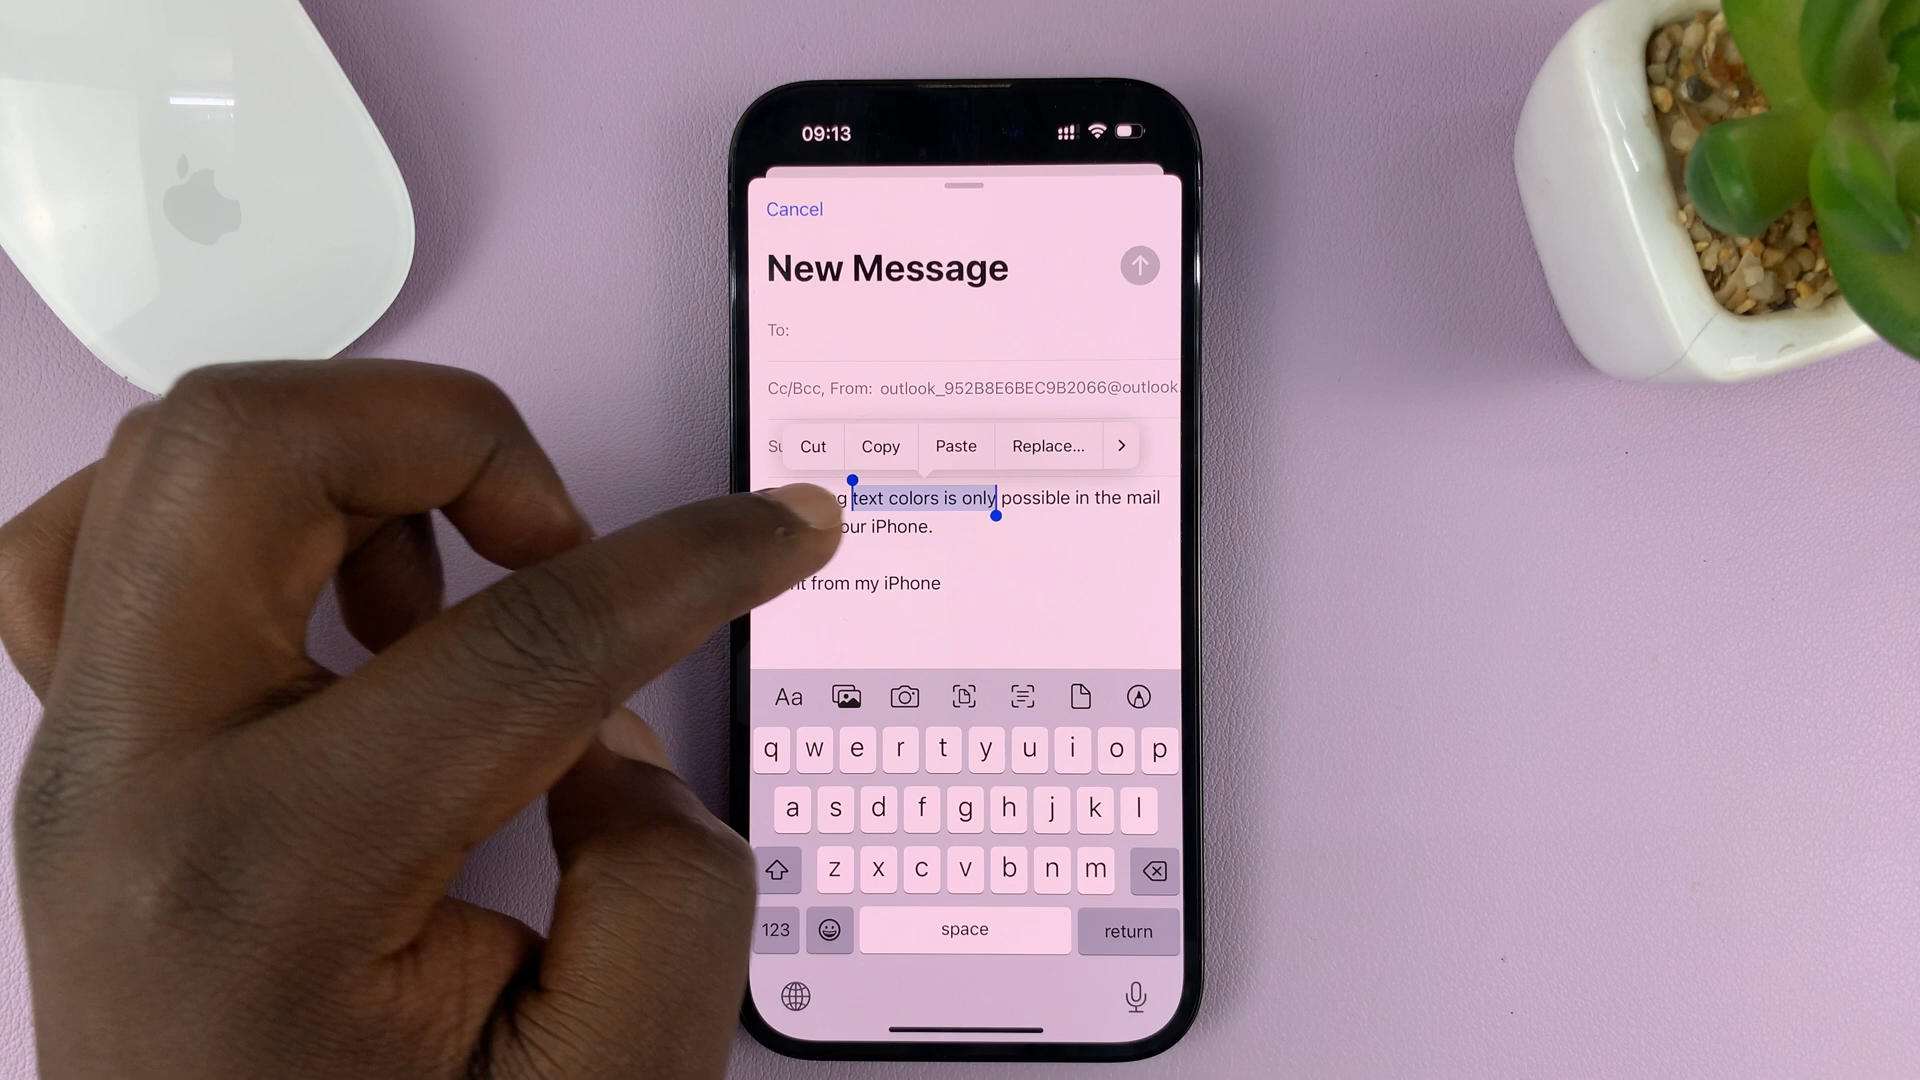 09:13
Cancel
New Message
To:
Cc/Bcc, From: outlook_952B8E6BEC9B2066@outlook.
Cut Copy Paste Replace... >
text colors is only possible in the mail
iPhone.
from my iPhone
Aa
q w e r t y u i o p
a s d f g h j k l
z x c v b n m
123 space return